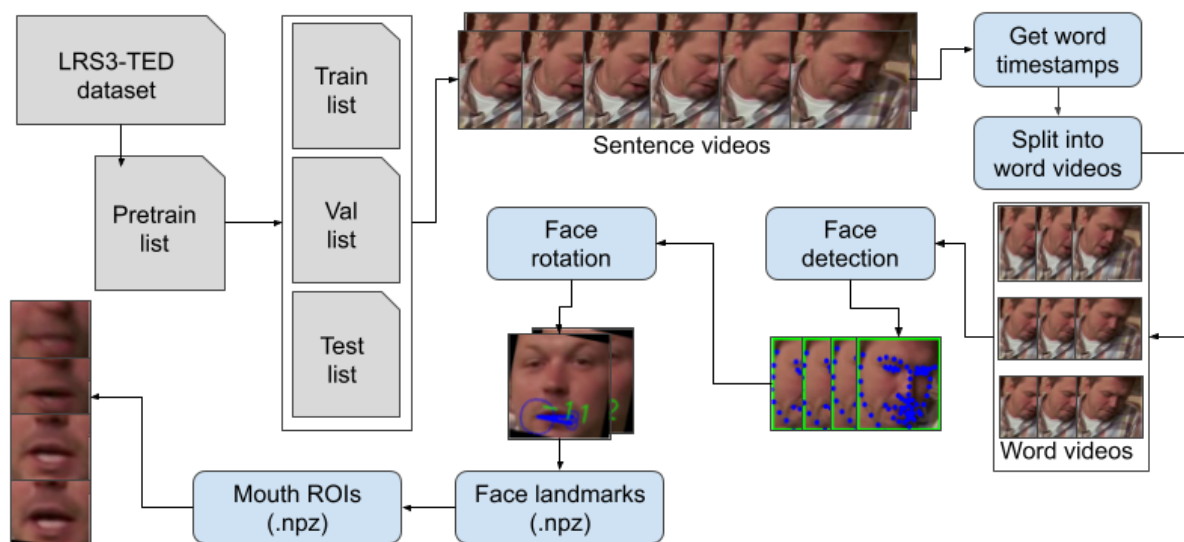 LRS3-TED
dataset
Pretrain
list
Train
list
Val
list
Test
list
Sentence videos
Get word
timestamps
Split into
word videos
Word videos
Face
detection
Face
rotation
Face landmarks
(.npz)
Mouth ROIs
(.npz)